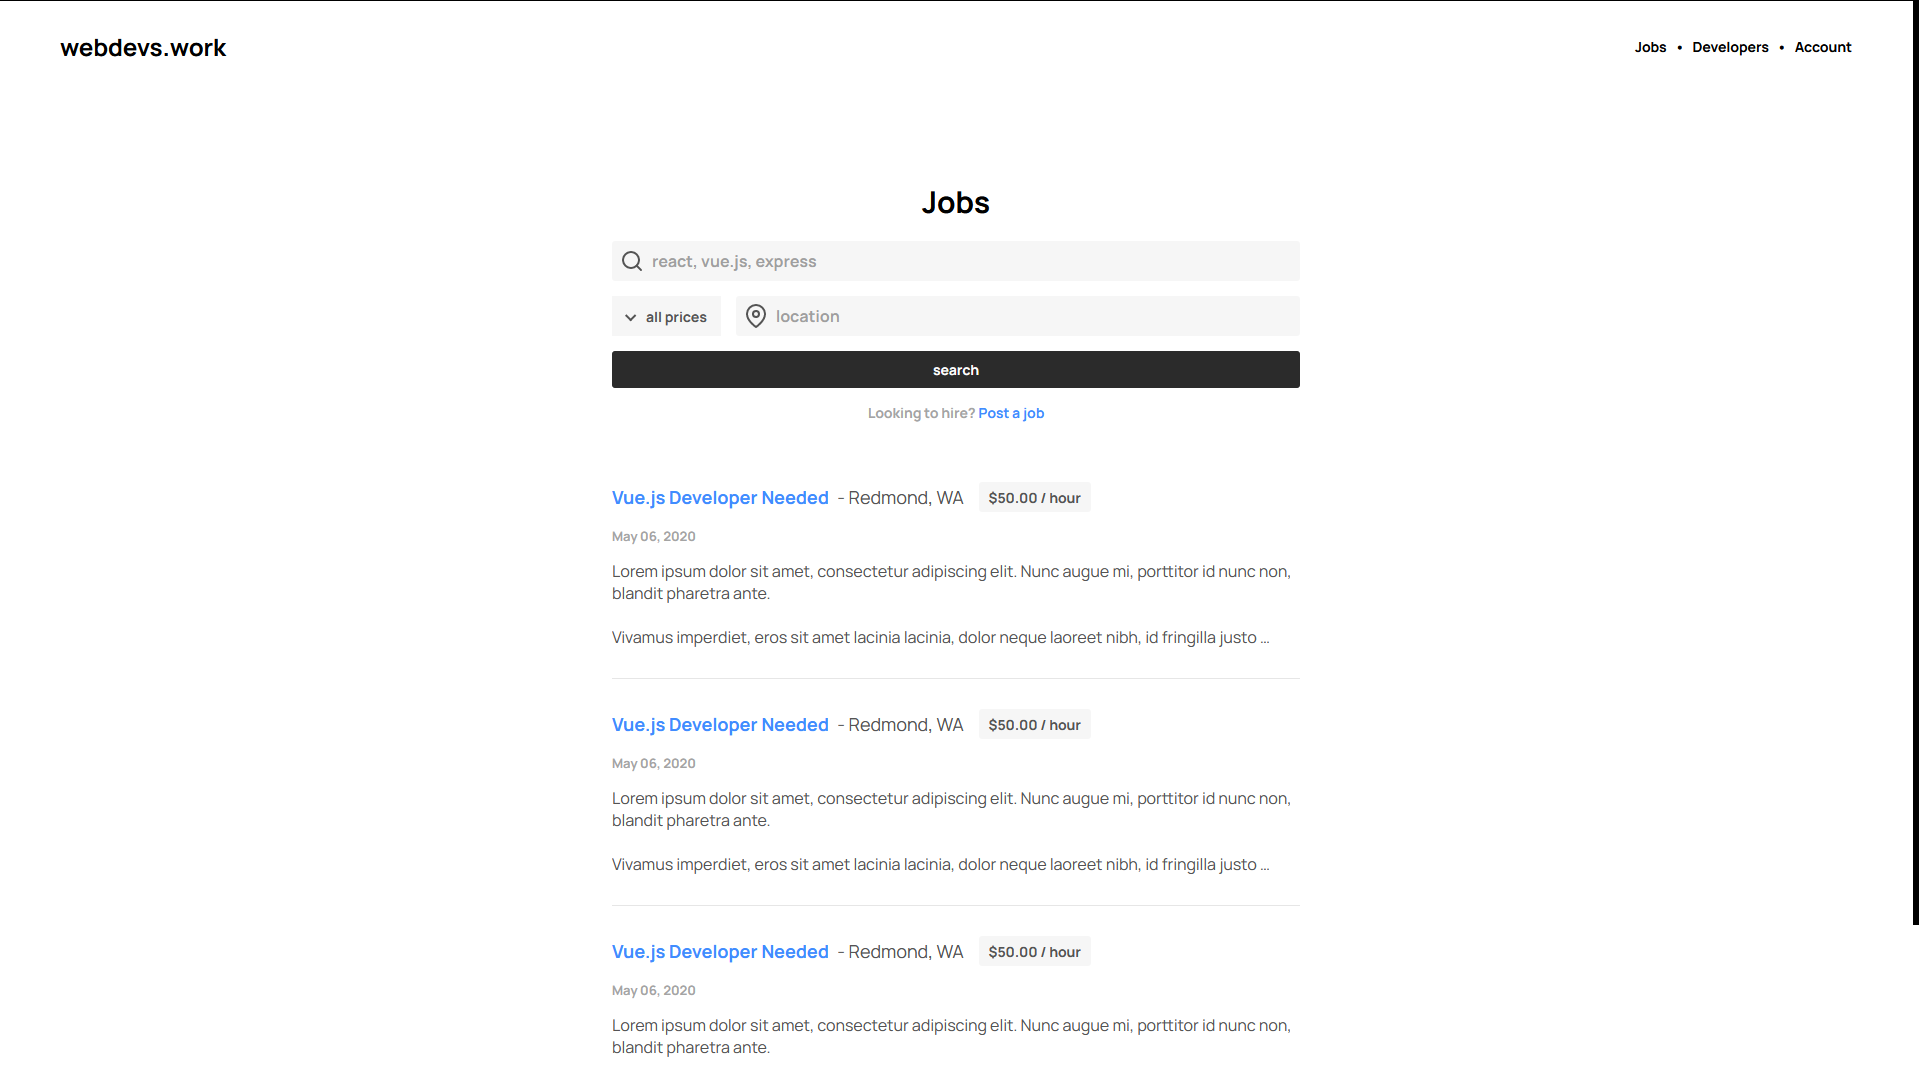 webdevs.work
Jobs • Developers • Account
Jobs
react, vue.js, express
all prices
location
search
Looking to hire? Post a job
Vue.js Developer Needed - Redmond, WA $50.00 / hour
May 06, 2020
Lorem ipsum dolor sit amet, consectetur adipiscing elit. Nunc augue mi, porttitor id nunc non,
blandit pharetra ante.
Vivamus imperdiet, eros sit amet lacinia lacinia, dolor neque laoreet nibh, id fringilla justo ...
Vue.js Developer Needed - Redmond, WA $50.00 / hour
May 06, 2020
Lorem ipsum dolor sit amet, consectetur adipiscing elit. Nunc augue mi, porttitor id nunc non,
blandit pharetra ante.
Vivamus imperdiet, eros sit amet lacinia lacinia, dolor neque laoreet nibh, id fringilla justo ...
Vue.js Developer Needed - Redmond, WA $50.00 / hour
May 06, 2020
Lorem ipsum dolor sit amet, consectetur adipiscing elit. Nunc augue mi, porttitor id nunc non,
blandit pharetra ante.